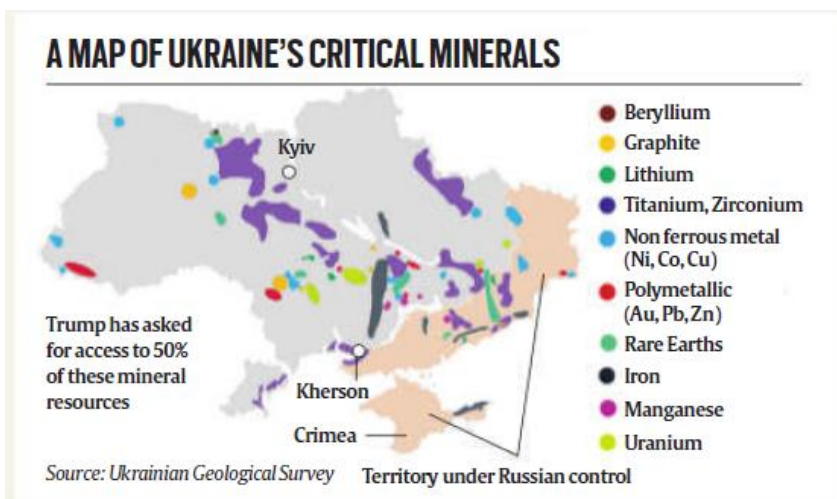 A MAP OF UKRAINE'S CRITICAL MINERALS
Kyiv
Kherson
Crimea
Beryllium
Graphite
Lithium
Titanium, Zirconium
Non ferrous metal
(Ni, Co, Cu)
Polymetallic
(Au, Pb, Zn)
Rare Earths
Iron
Manganese
Uranium
Trump has asked
for access to 50%
of these mineral
resources
Source: Ukrainian Geological Survey
Territory under Russian control